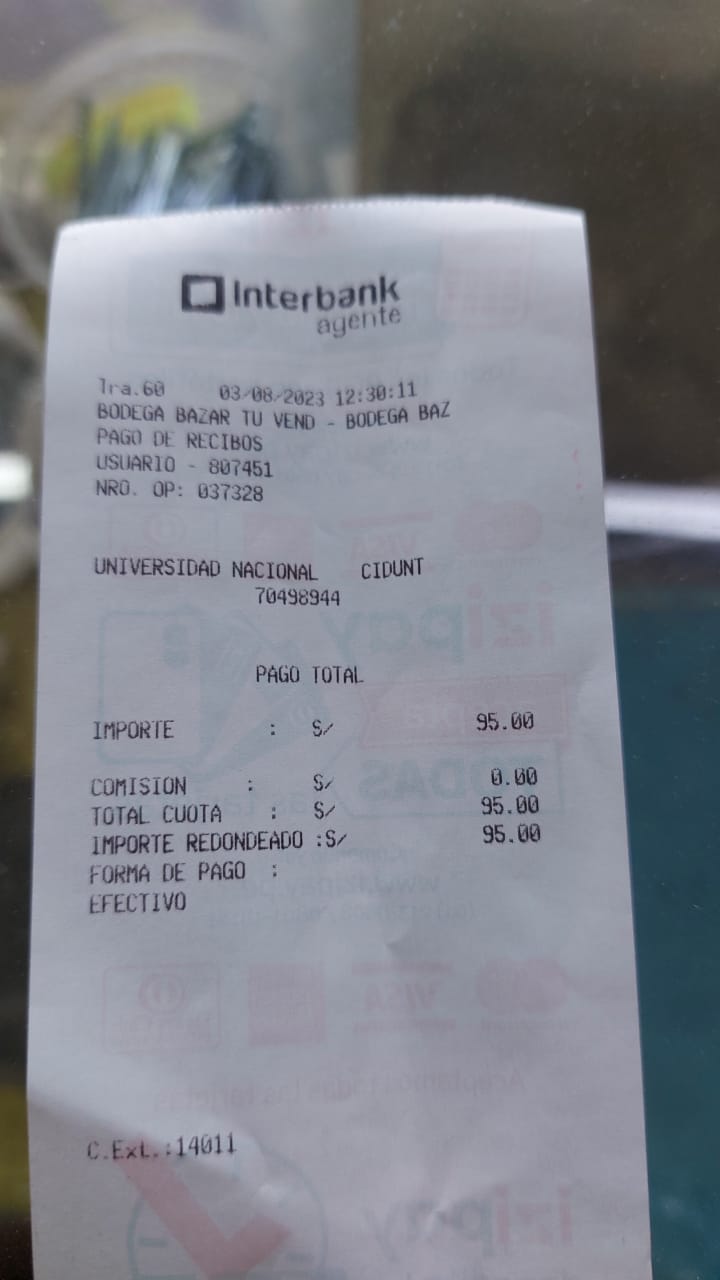 Interbank
agente
Tra.60 03/08/2023 12:30:11
BODEGA BAZAR TU VEND - BODEGA BAZ
PAGO DE RECIBOS
USUARIO - 807451
NRO. OP: 037328
UNIVERSIDAD NACIONAL CIDUNT
70498944
PAGO TOTAL
IMPORTE : S/ 95.00
COMISION : S/ 0.00
TOTAL CUOTA : S/ 95.00
IMPORTE REDONDEADO :S/ 95.00
FORMA DE PAGO :
EFECTIVO
C.Ext.:14011